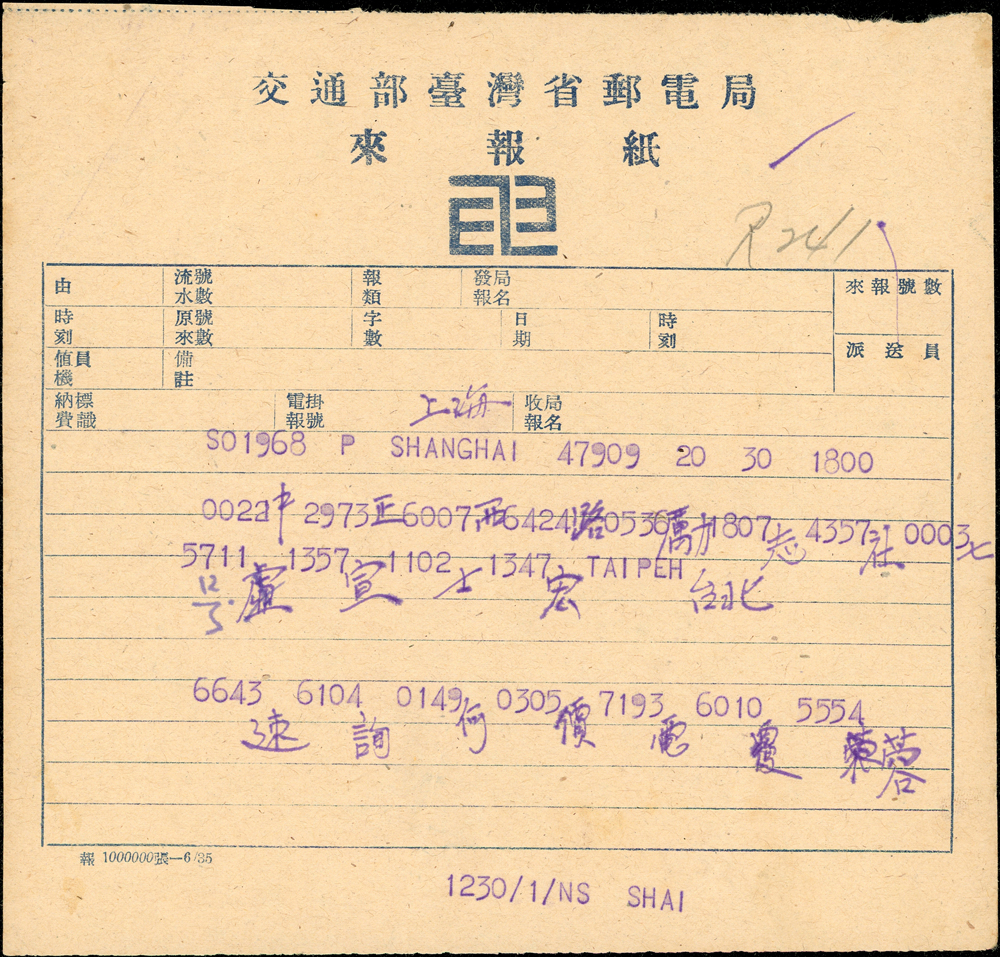 交通部臺灣省郵電局
來報紙
R241
由 流水號數 報類 發報局名 來報號數
時刻 原來號數 字數 日期 時刻
值機員 備註 派送員
納費標識 電報掛號 上海 收報局名
SO1968 P SHANGHAI 47909 20 30 1800
0022中 2973正 6007西 6424路 0536勵 1807志 4357社 0003七
5711 1357 1102 1347 TAIPEH
号 盧 宣 士 宏 台北
6643 6104 0149 0305 7193 6010 5554
速 詢 何 價 電 覆 蓉
報 1000000張—6/35
1230/1/NS SHAI